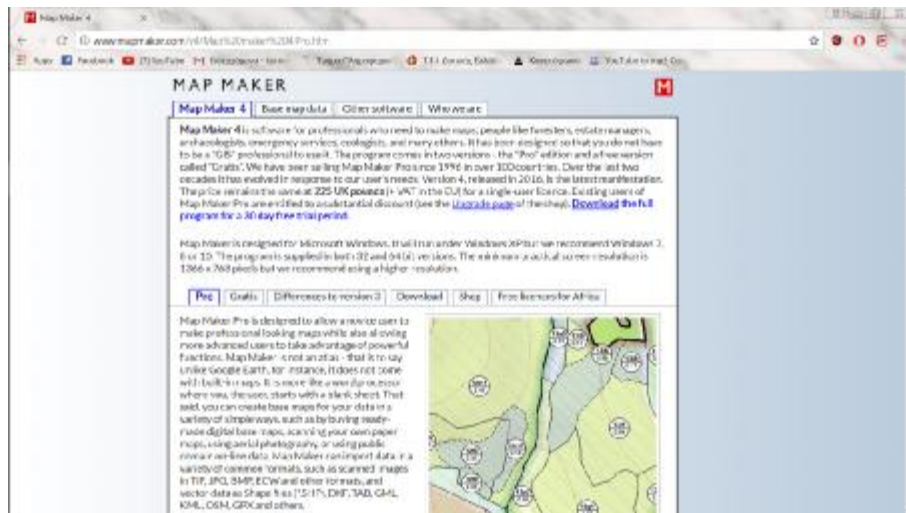 Map Maker 4
www.mapmaker.com/v4/Map%20maker%204Pro.htm
Apps Facebook YouTube
MAP MAKER
Map Maker 4 Base map data Other software Who we are
Map Maker 4 is software for professionals who need to make maps; people like foresters, estate managers,
archaeologists, emergency services, ecologists, and many others. It has been designed so that you do not have
to be a "GIS" professional to use it. The program comes in two versions - the "Pro" edition and a free version
called "Gratis". We have been selling Map Maker Pro since 1996 in over 100 countries. Over the last two
decades it has evolved in response to our user's needs. Version 4, released in 2016, is the latest manifestation.
The price remains the same at 225 UK pounds (+ VAT in the EU) for a single-user licence. Existing users of
Map Maker Pro are entitled to a substantial discount (see the Upgrade page of the shop). Download the full
program for a 30 day free trial period.
Map Maker is designed for Microsoft Windows. It will run under Windows XP but we recommend Windows 7,
8 or 10. The program is supplied in both 32 and 64 bit versions. The minimum practical screen resolution is
1366 x 768 pixels but we recommend using a higher resolution.
Pro Gratis Differences to version 3 Download Shop Free licences for Africa
Map Maker Pro is designed to allow a novice user to
make professional looking maps while also allowing
more advanced users to take advantage of powerful
functions. Map Maker is not an atlas - that is to say
unlike Google Earth, for instance, it does not come
with built-in maps. It is more like a word processor
where you, the user, starts with a blank sheet. That
said, you can create base maps for your data in a
variety of simple ways, such as by buying ready-
made digital base maps, scanning your own paper
maps, using aerial photography, or using public
domain on-line data. Map Maker can import data in a
variety of common formats, such as scanned images
in TIF, JPG, BMP, ECW and other formats, and
vector data as Shape files (*.SHP), DXF, TAB, GML,
KML, OSM, GPX and others.